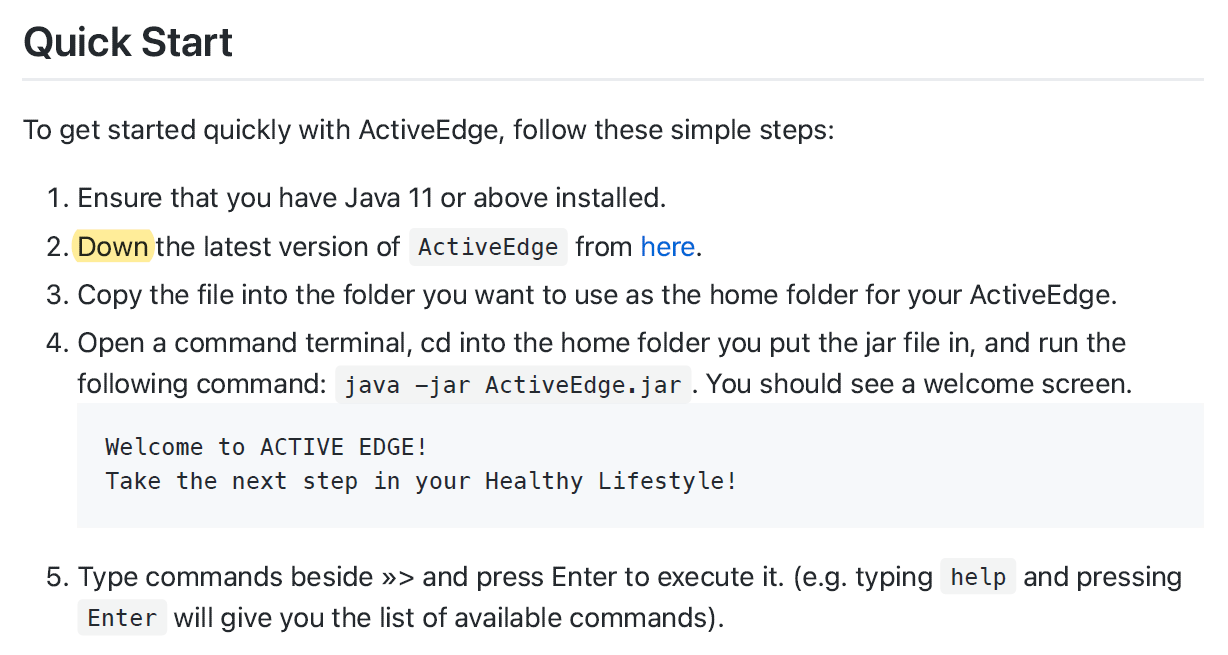 Quick Start
To get started quickly with ActiveEdge, follow these simple steps:
1. Ensure that you have Java 11 or above installed.
2. Down the latest version of ActiveEdge from here.
3. Copy the file into the folder you want to use as the home folder for your ActiveEdge.
4. Open a command terminal, cd into the home folder you put the jar file in, and run the
following command: java –jar ActiveEdge.jar. You should see a welcome screen.
Welcome to ACTIVE EDGE!
Take the next step in your Healthy Lifestyle!
5. Type commands beside »> and press Enter to execute it. (e.g. typing help and pressing
Enter will give you the list of available commands).